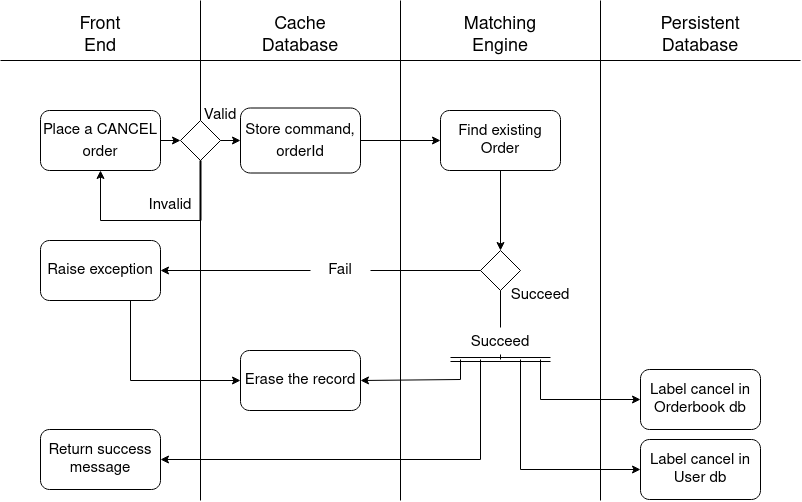 Front
End
Cache
Database
Matching
Engine
Persistent
Database
Place a CANCEL
order
Valid
Store command,
orderId
Find existing
Order
Invalid
Raise exception
Fail
Succeed
Succeed
Erase the record
Label cancel in
Orderbook db
Return success
message
Label cancel in
User db